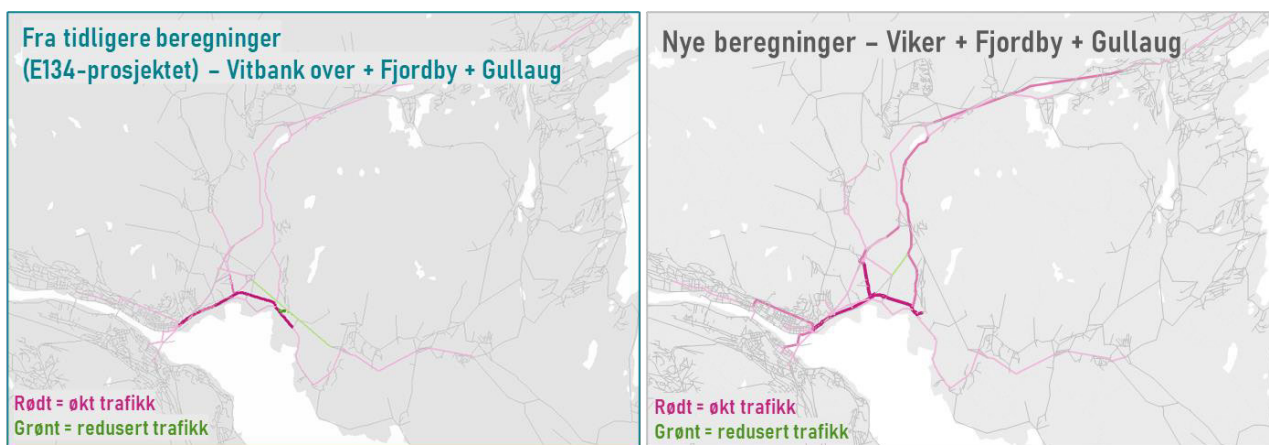 Fra tidligere beregninger
(E134-prosjektet) – Vitbank over + Fjordby + Gullaug
Rødt = økt trafikk
Grønt = redusert trafikk
Nye beregninger – Viker + Fjordby + Gullaug
Rødt = økt trafikk
Grønt = redusert trafikk